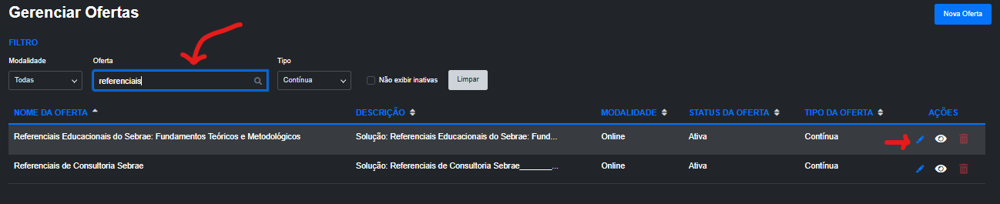 Gerenciar Ofertas
Nova Oferta
FILTRO
Modalidade Oferta Tipo
Todas referenciais Contínua Não exibir inativas Limpar
NOME DA OFERTA DESCRIÇÃO MODALIDADE STATUS DA OFERTA TIPO DA OFERTA AÇÕES
Referenciais Educacionais do Sebrae: Fundamentos Teóricos e Metodológicos Solução: Referenciais Educacionais do Sebrae: Fund... Online Ativa Contínua
Referenciais de Consultoria Sebrae Solução: Referenciais de Consultoria Sebrae_______... Online Ativa Contínua